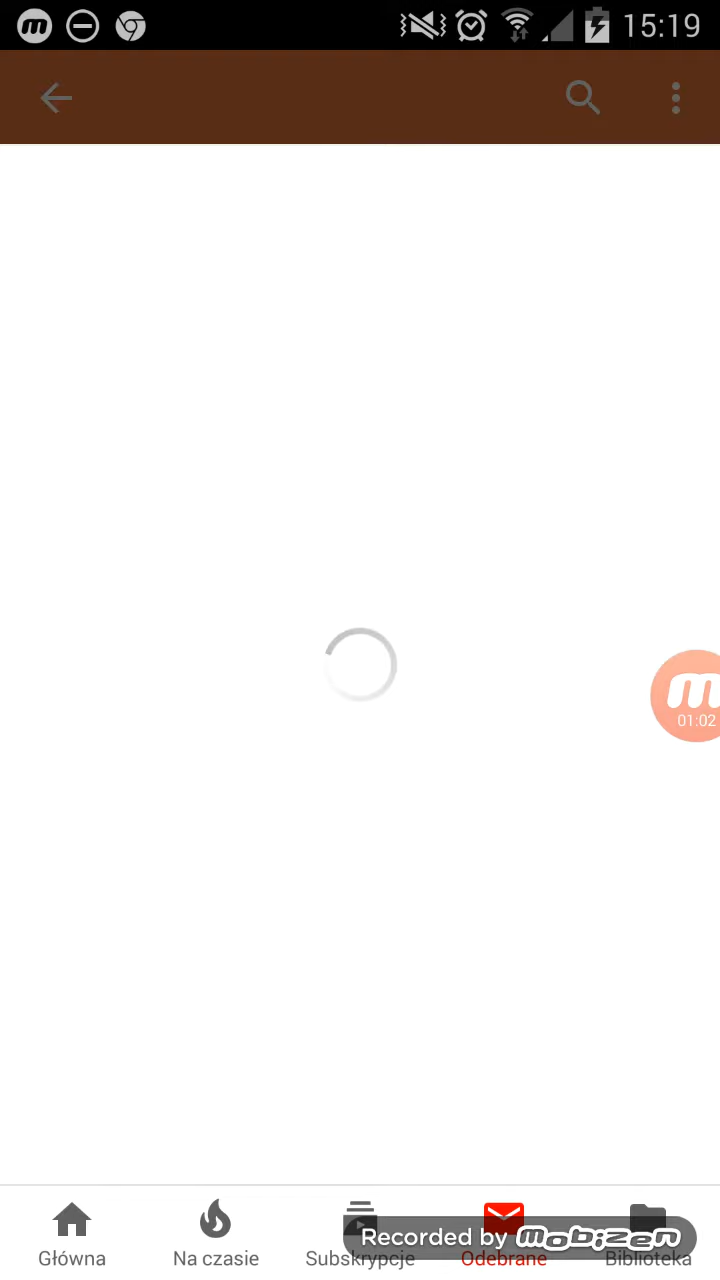 15:19
m
01:02
Główna
Na czasie
Subskrypcje
Odebrane
Biblioteka
Recorded by mobizen